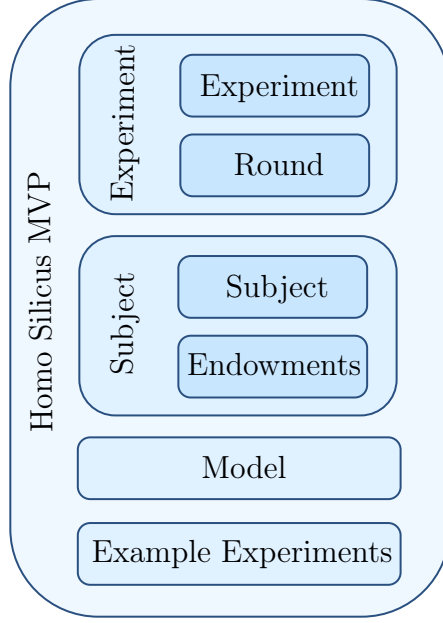 Homo Silicus MVP
Experiment
Experiment
Round
Subject
Subject
Endowments
Model
Example Experiments